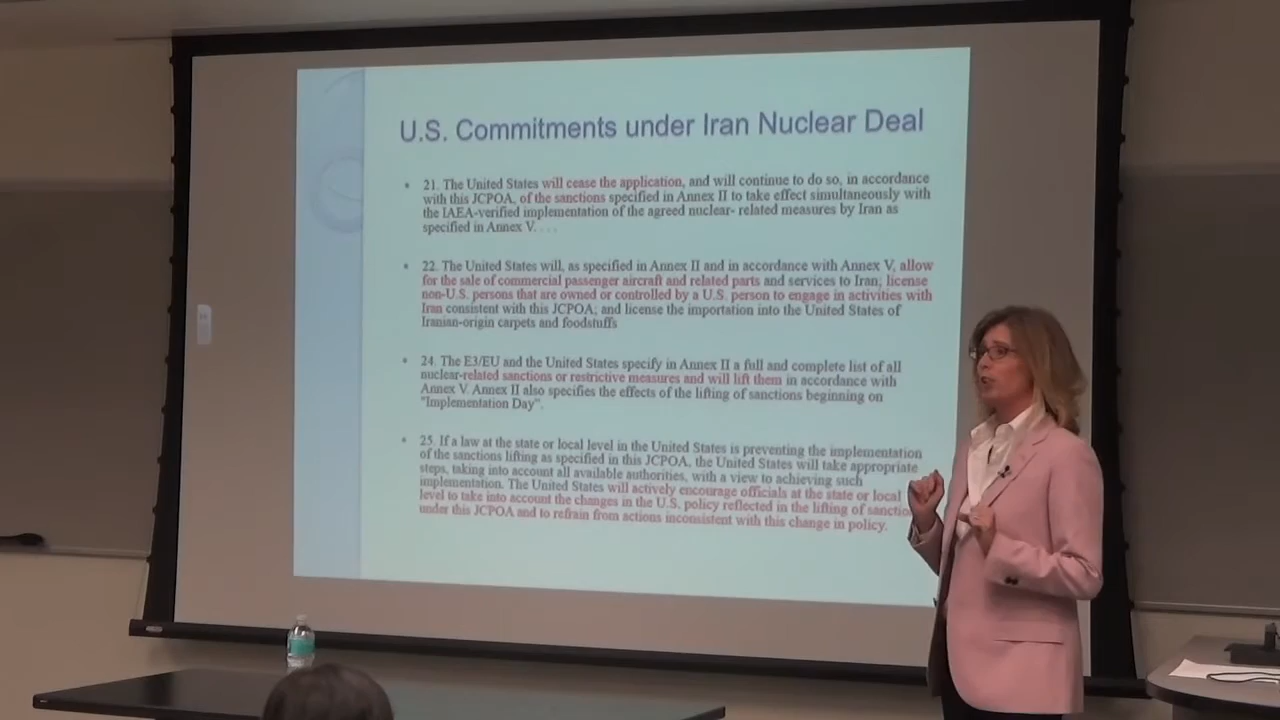 U.S. Commitments under Iran Nuclear Deal
• 21. The United States will cease the application, and will continue to do so, in accordance
with this JCPOA, of the sanctions specified in Annex II to take effect simultaneously with
the IAEA-verified implementation of the agreed nuclear- related measures by Iran as
specified in Annex V. . . .
• 22. The United States will, as specified in Annex II and in accordance with Annex V, allow
for the sale of commercial passenger aircraft and related parts and services to Iran; license
non-U.S. persons that are owned or controlled by a U.S. person to engage in activities with
Iran consistent with this JCPOA; and license the importation into the United States of
Iranian-origin carpets and foodstuffs
• 24. The E3/EU and the United States specify in Annex II a full and complete list of all
nuclear-related sanctions or restrictive measures and will lift them in accordance with
Annex V. Annex II also specifies the effects of the lifting of sanctions beginning on
"Implementation Day".
• 25. If a law at the state or local level in the United States is preventing the implementation
of the sanctions lifting as specified in this JCPOA, the United States will take appropriate
steps, taking into account all available authorities, with a view to achieving such
implementation. The United States will actively encourage officials at the state or local
level to take into account the changes in the U.S. policy reflected in the lifting of sanctio
under this JCPOA and to refrain from actions inconsistent with this change in policy.